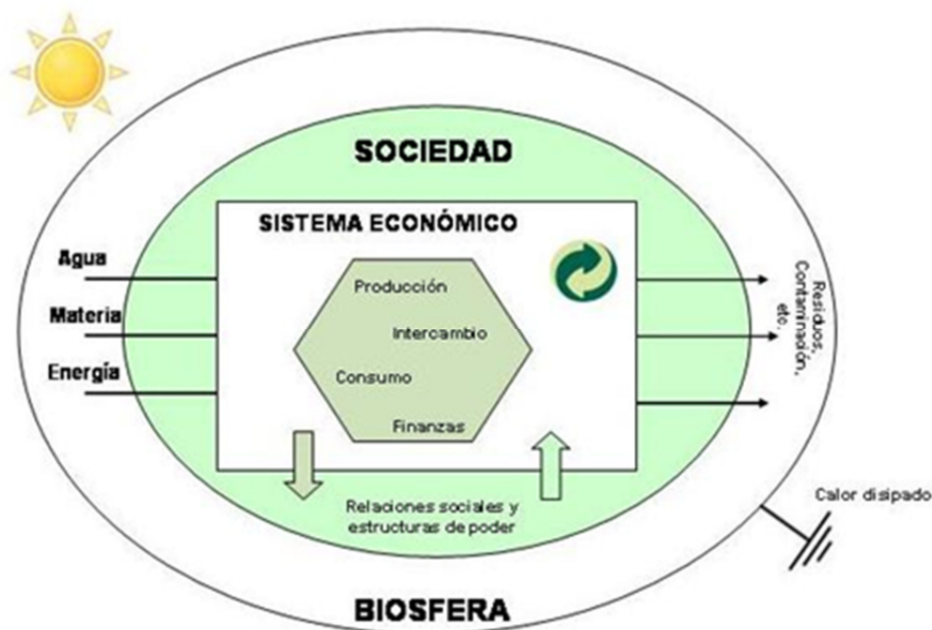 SOCIEDAD
SISTEMA ECONÓMICO
Agua
Materia
Energía
Producción
Intercambio
Consumo
Finanzas
Residuos,
Contaminación,
etc.
Relaciones sociales y
estructuras de poder
Calor disipado
BIOSFERA